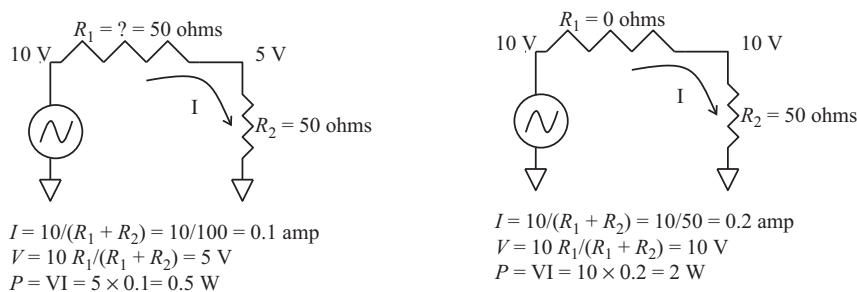 R₁ = ? = 50 ohms
10 V
5 V
I
R₂ = 50 ohms
I = 10/(R₁ + R₂) = 10/100 = 0.1 amp
V = 10 R₁/(R₁ + R₂) = 5 V
P = VI = 5 × 0.1= 0.5 W
R₁ = 0 ohms
10 V
10 V
I
R₂ = 50 ohms
I = 10/(R₁ + R₂) = 10/50 = 0.2 amp
V = 10 R₁/(R₁ + R₂) = 10 V
P = VI = 10 × 0.2 = 2 W